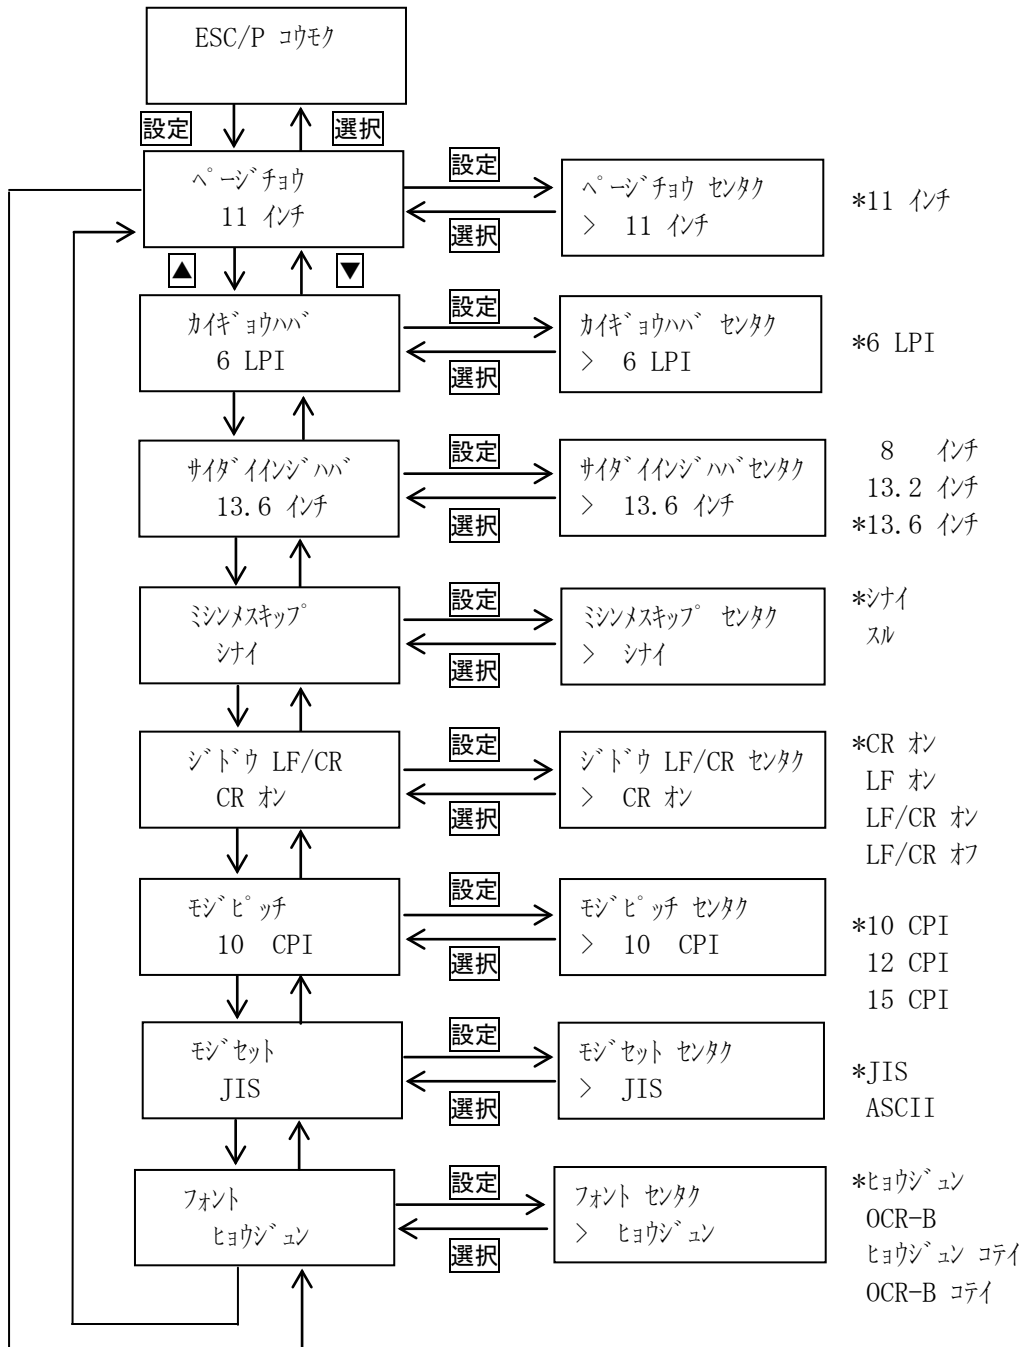 ESC/P コウモク
設定
選択
ページチョウ
11 インチ
設定
選択
ページチョウ センタク
> 11 インチ
*11 インチ
▲
▼
カイギョウハバ
6 LPI
設定
選択
カイギョウハバ センタク
> 6 LPI
*6 LPI
サイダイインジハバ
13.6 インチ
設定
選択
サイダイインジハバセンタク
> 13.6 インチ
8 インチ
13.2 インチ
*13.6 インチ
ミシンメスキップ
シナイ
設定
選択
ミシンメスキップ センタク
> シナイ
*シナイ
スル
ジドウ LF/CR
CR オン
設定
選択
ジドウ LF/CR センタク
> CR オン
*CR オン
LF オン
LF/CR オン
LF/CR オフ
モジピッチ
10 CPI
設定
選択
モジピッチ センタク
> 10 CPI
*10 CPI
12 CPI
15 CPI
モジセット
JIS
設定
選択
モジセット センタク
> JIS
*JIS
ASCII
フォント
ヒョウジュン
設定
選択
フォント センタク
> ヒョウジュン
*ヒョウジュン
OCR-B
ヒョウジュン コテイ
OCR-B コテイ